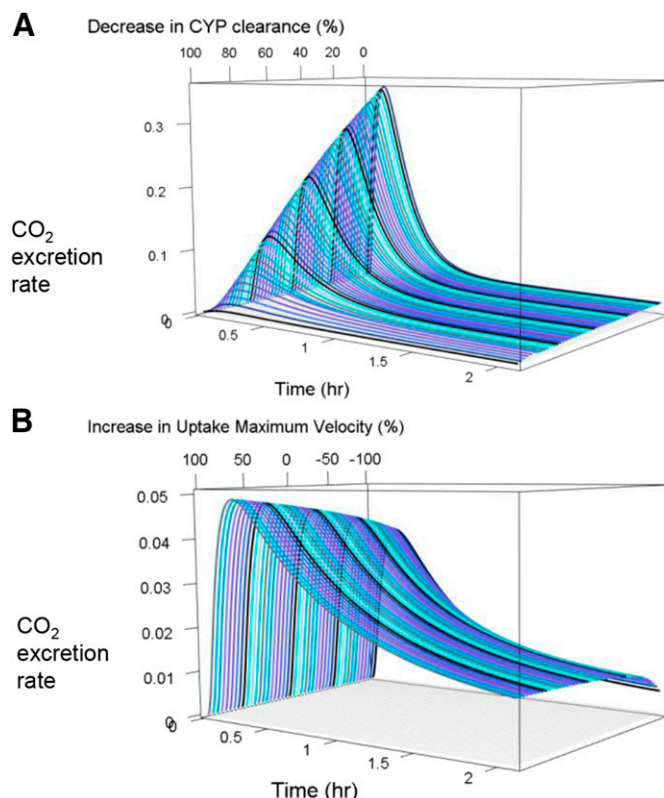 A
Decrease in CYP clearance (%)
100 80 60 40 20 0
0.3
0.2
0.1
0
0
CO2
excretion
rate
0.5
1
1.5
2
Time (hr)
B
Increase in Uptake Maximum Velocity (%)
100 50 0 -50 -100
0.05
0.04
0.03
0.02
0.01
0
0
CO2
excretion
rate
0.5
1
1.5
2
Time (hr)